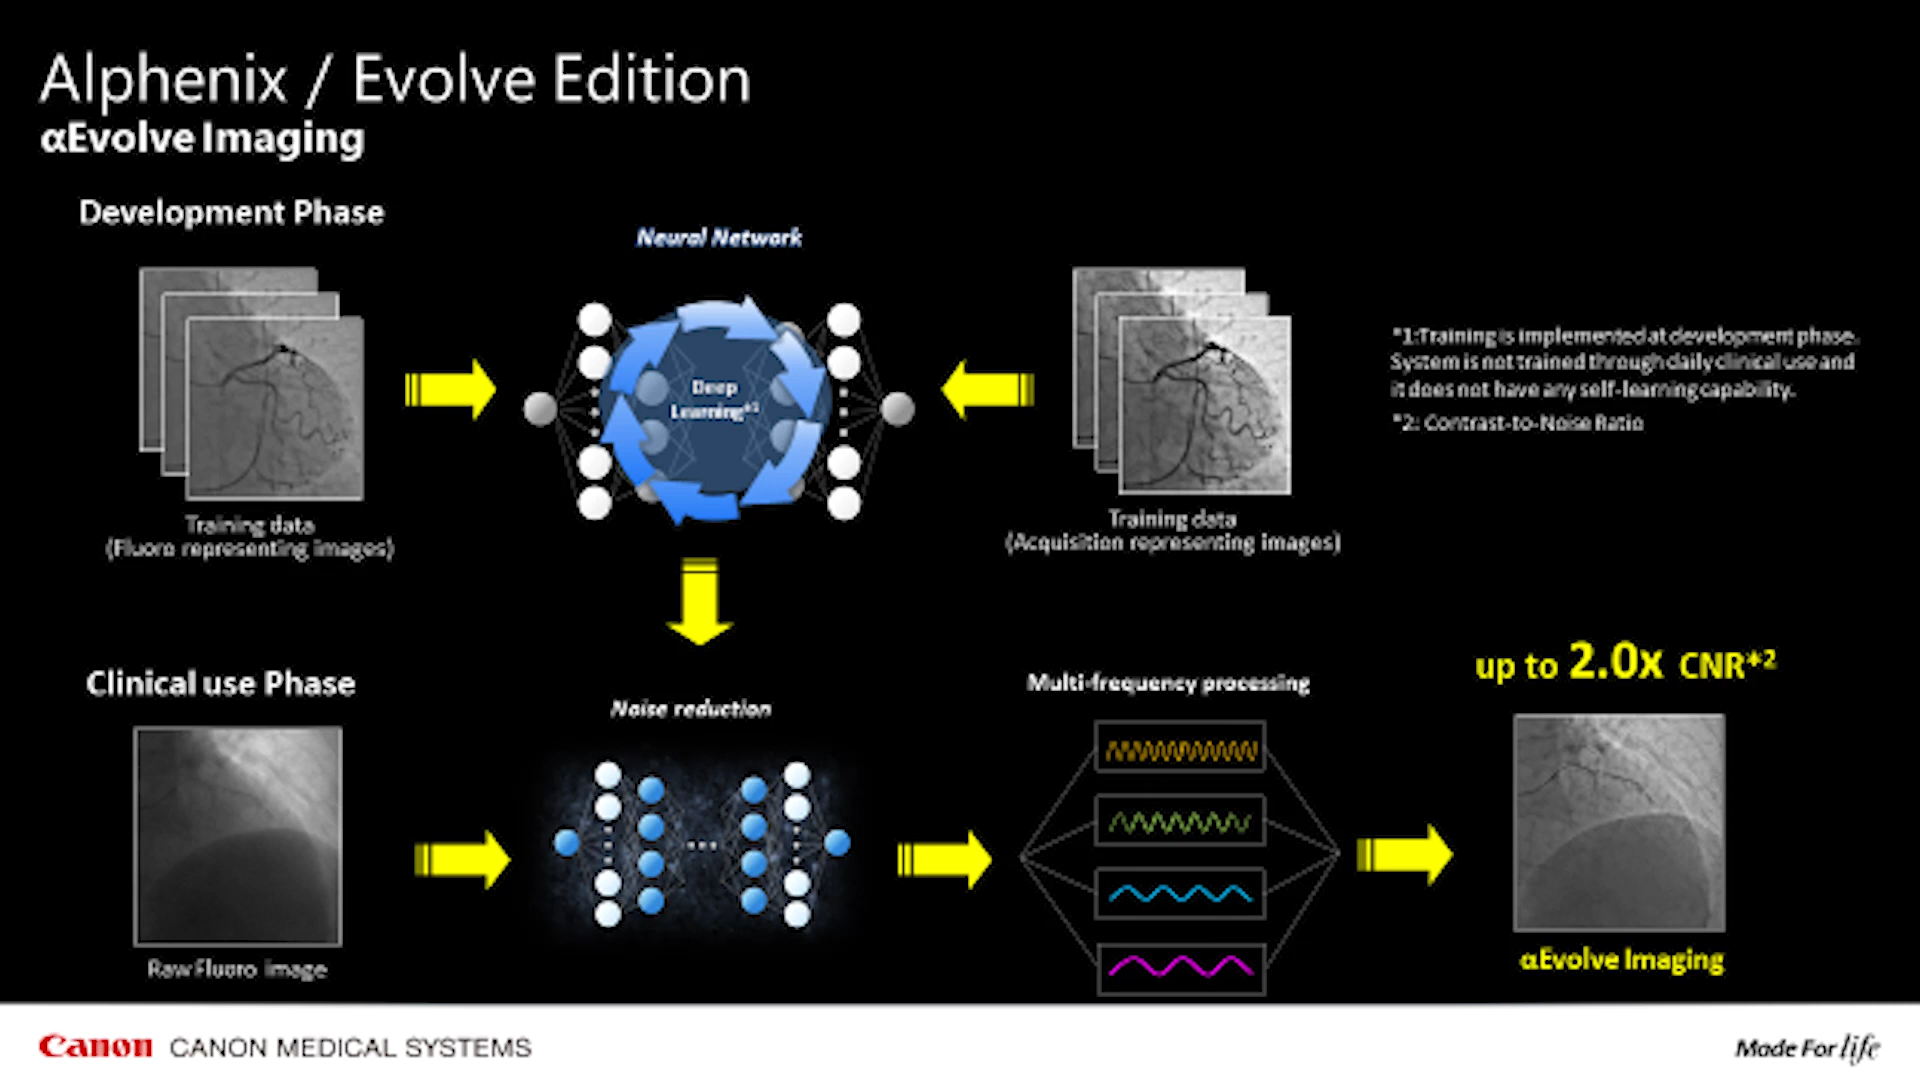 Alphenix / Evolve Edition
αEvolve Imaging
Development Phase
Neural Network
Deep
Learning*1
Training data
(Fluoro representing images)
Training data
(Acquisition representing images)
*1:Training is implemented at development phase.
System is not trained through daily clinical use and
it does not have any self-learning capability.
*2: Contrast-to-Noise Ratio
Clinical use Phase
Raw Fluoro image
Noise reduction
Multi-frequency processing
up to 2.0x CNR*2
αEvolve Imaging
Canon CANON MEDICAL SYSTEMS
Made For life